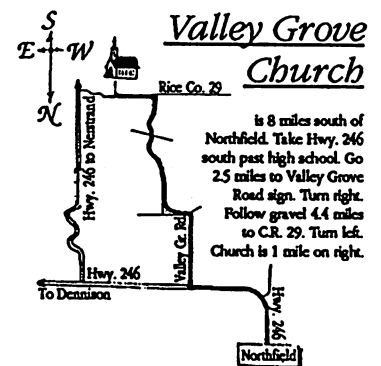 Valley Grove
Church
S
E W
N
Rice Co. 29
is 8 miles south of
Northfield. Take Hwy. 246
south past high school. Go
2.5 miles to Valley Grove
Road sign. Turn right.
Follow gravel 4.4 miles
to C.R. 29. Turn left.
Church is 1 mile on right.
Hwy. 246 to Nerstrand
Valley Gr. Rd.
Hwy. 246
To Dennison
Hwy. 246
Northfield